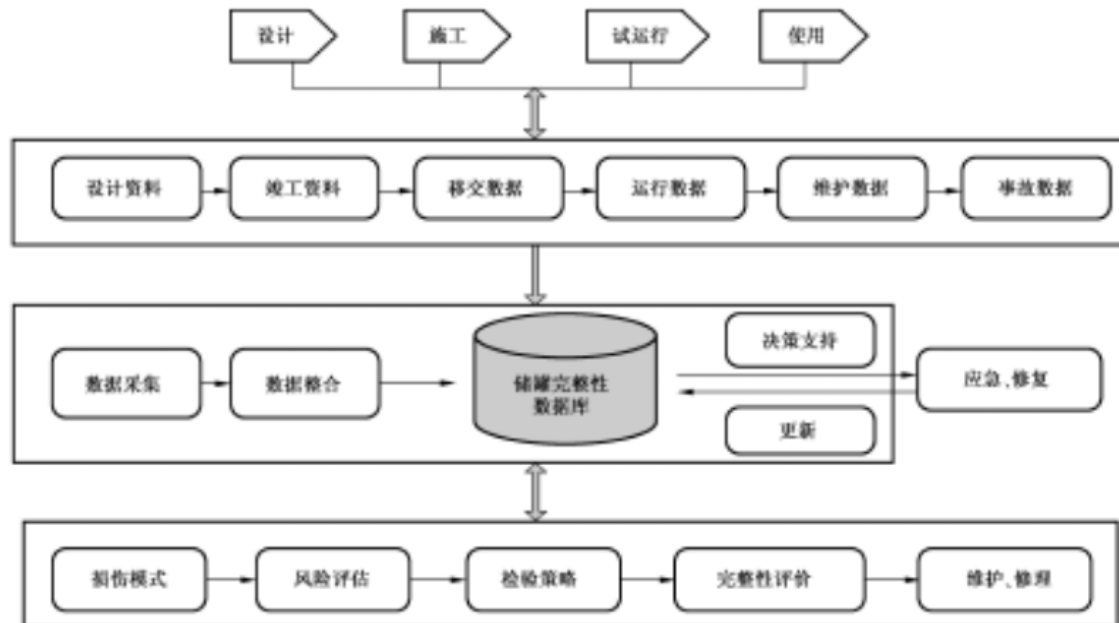 设计
施工
试运行
使用
设计资料
竣工资料
移交数据
运行数据
维护数据
事故数据
数据采集
数据整合
储罐完整性
数据库
决策支持
更新
应急、修复
损伤模式
风险评估
检验策略
完整性评价
维护、修理